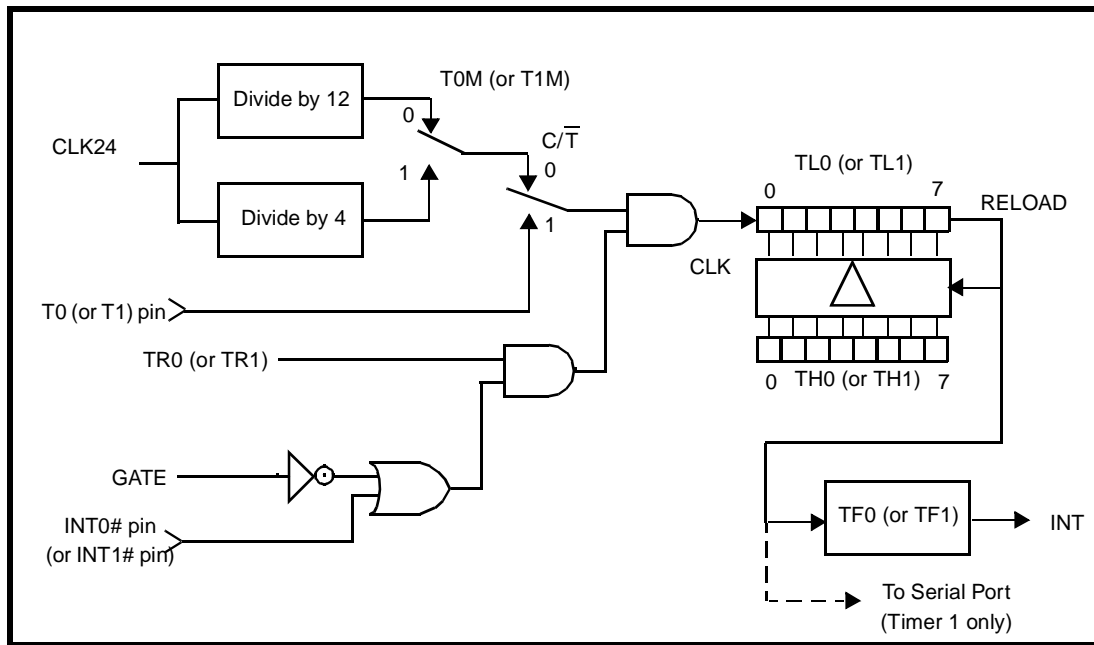 T0M (or T1M)
Divide by 12
0
CLK24
C/T̅
0
1
TL0 (or TL1)
0
7
RELOAD
Divide by 4
1
CLK
T0 (or T1) pin
TR0 (or TR1)
0
TH0 (or TH1)
7
GATE
INT0# pin
(or INT1# pin)
TF0 (or TF1)
INT
To Serial Port
(Timer 1 only)